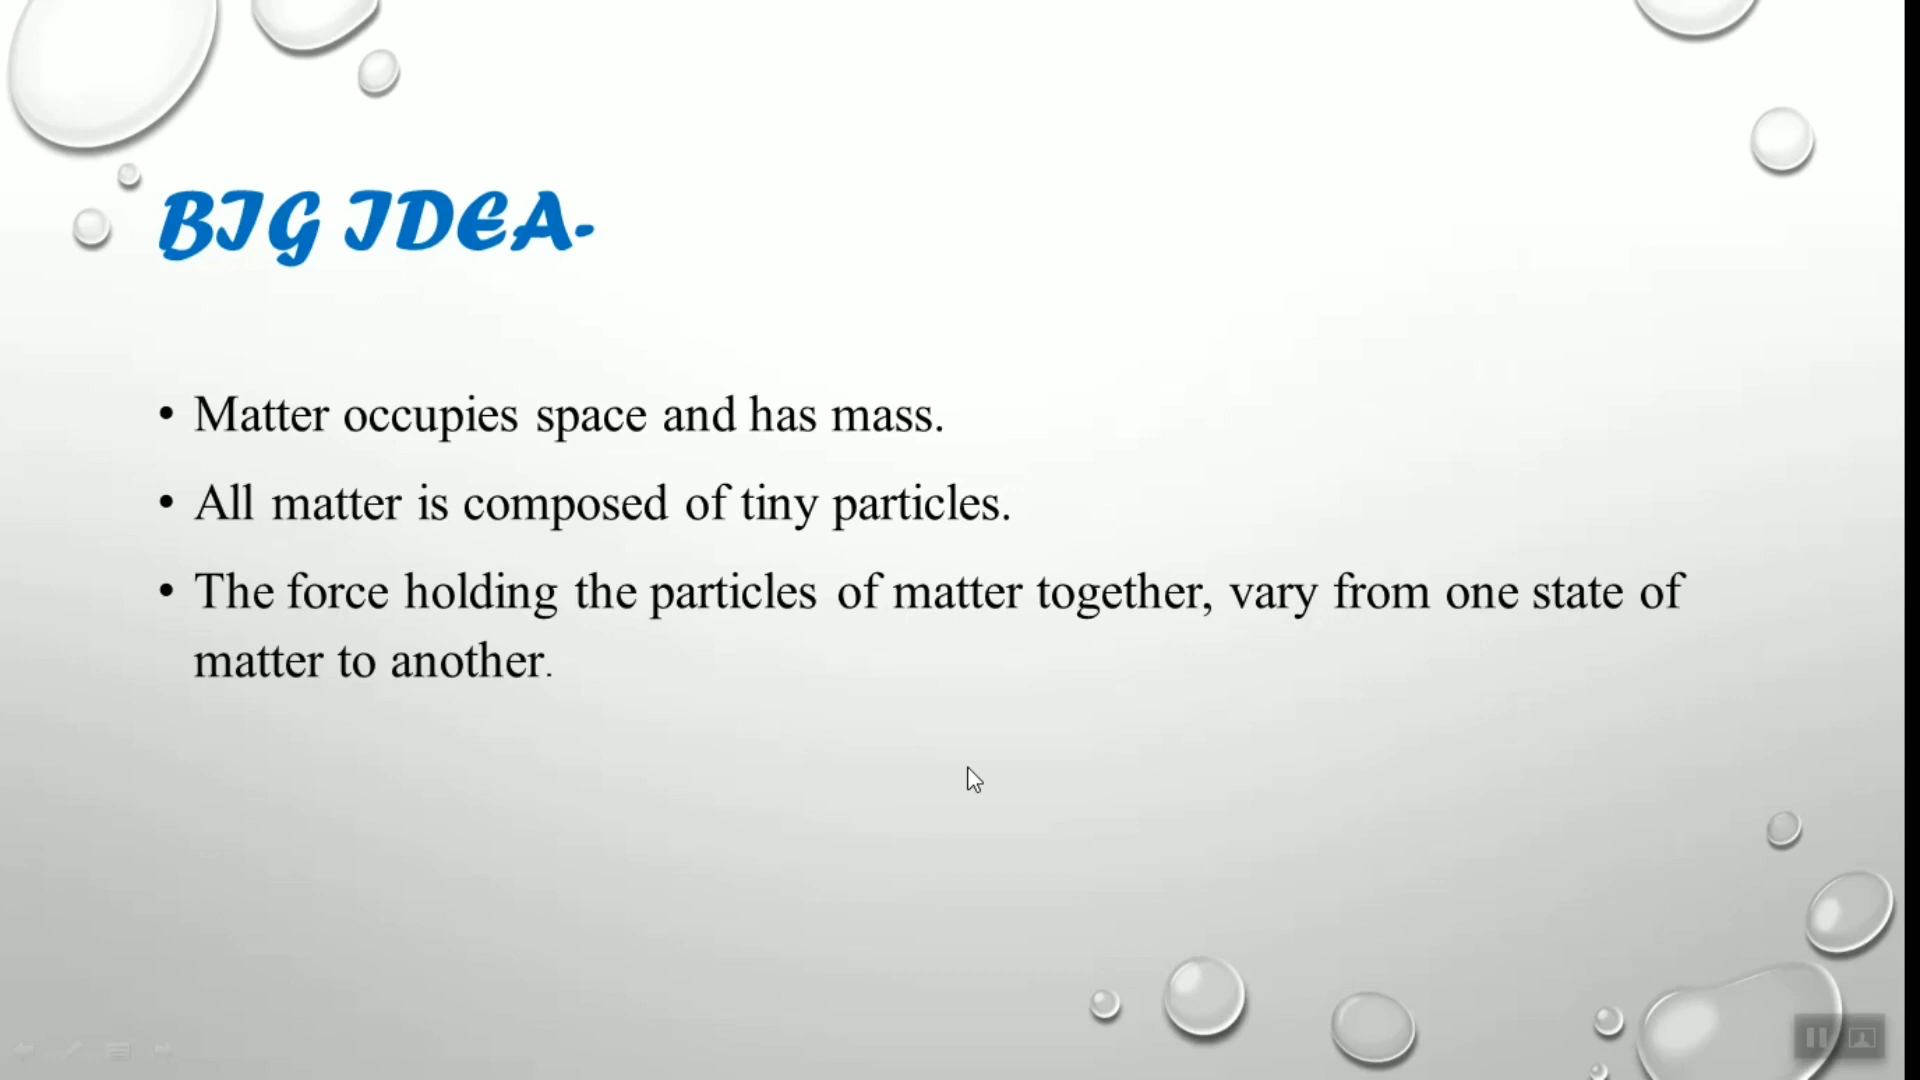 BIG IDEA-
• Matter occupies space and has mass.
• All matter is composed of tiny particles.
• The force holding the particles of matter together, vary from one state of
matter to another.